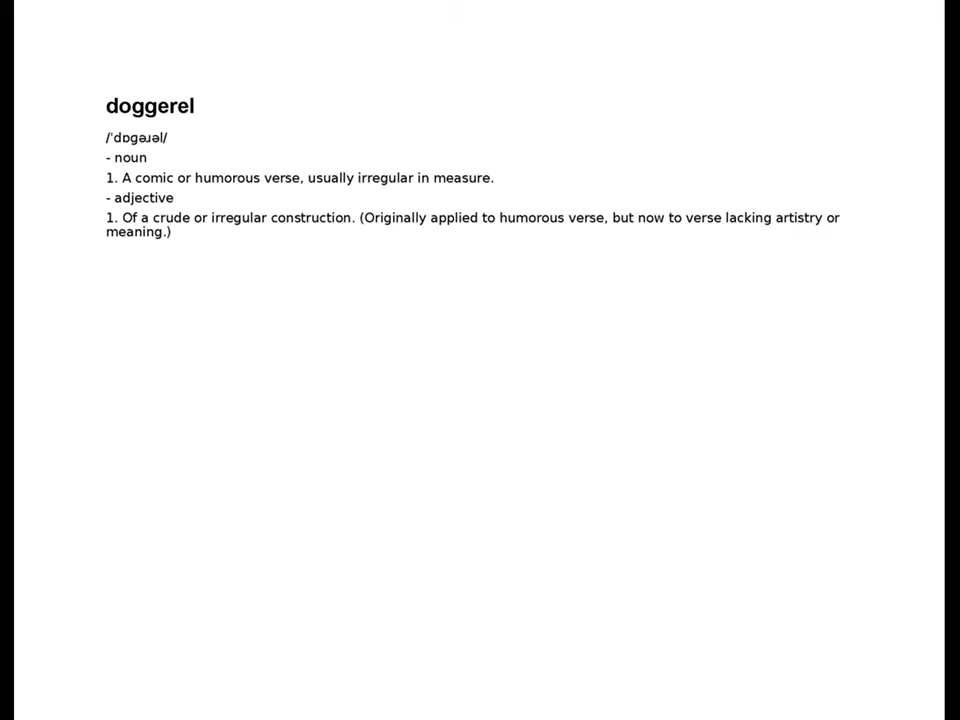 doggerel
/ˈdɒɡəɹəl/
- noun
1. A comic or humorous verse, usually irregular in measure.
- adjective
1. Of a crude or irregular construction. (Originally applied to humorous verse, but now to verse lacking artistry or
meaning.)